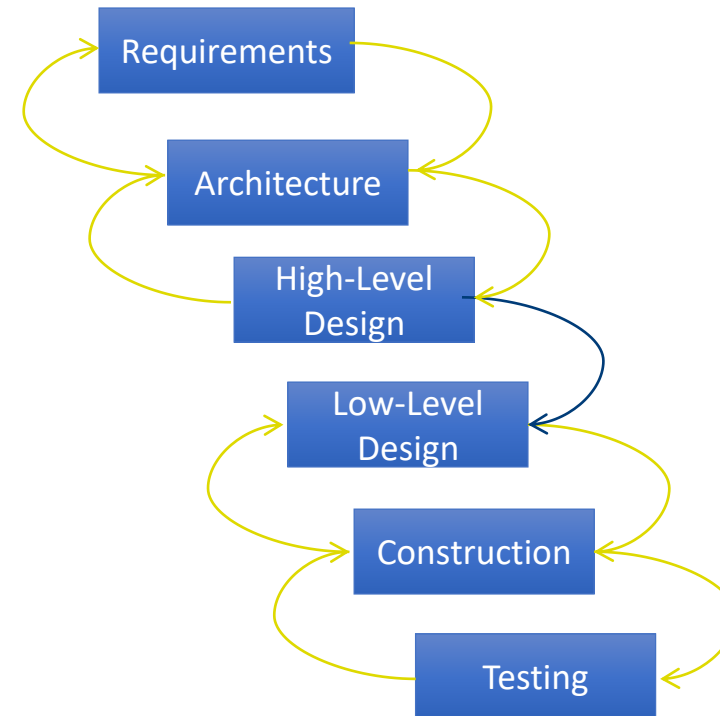 Requirements
Architecture
High-Level
Design
Low-Level
Design
Construction
Testing